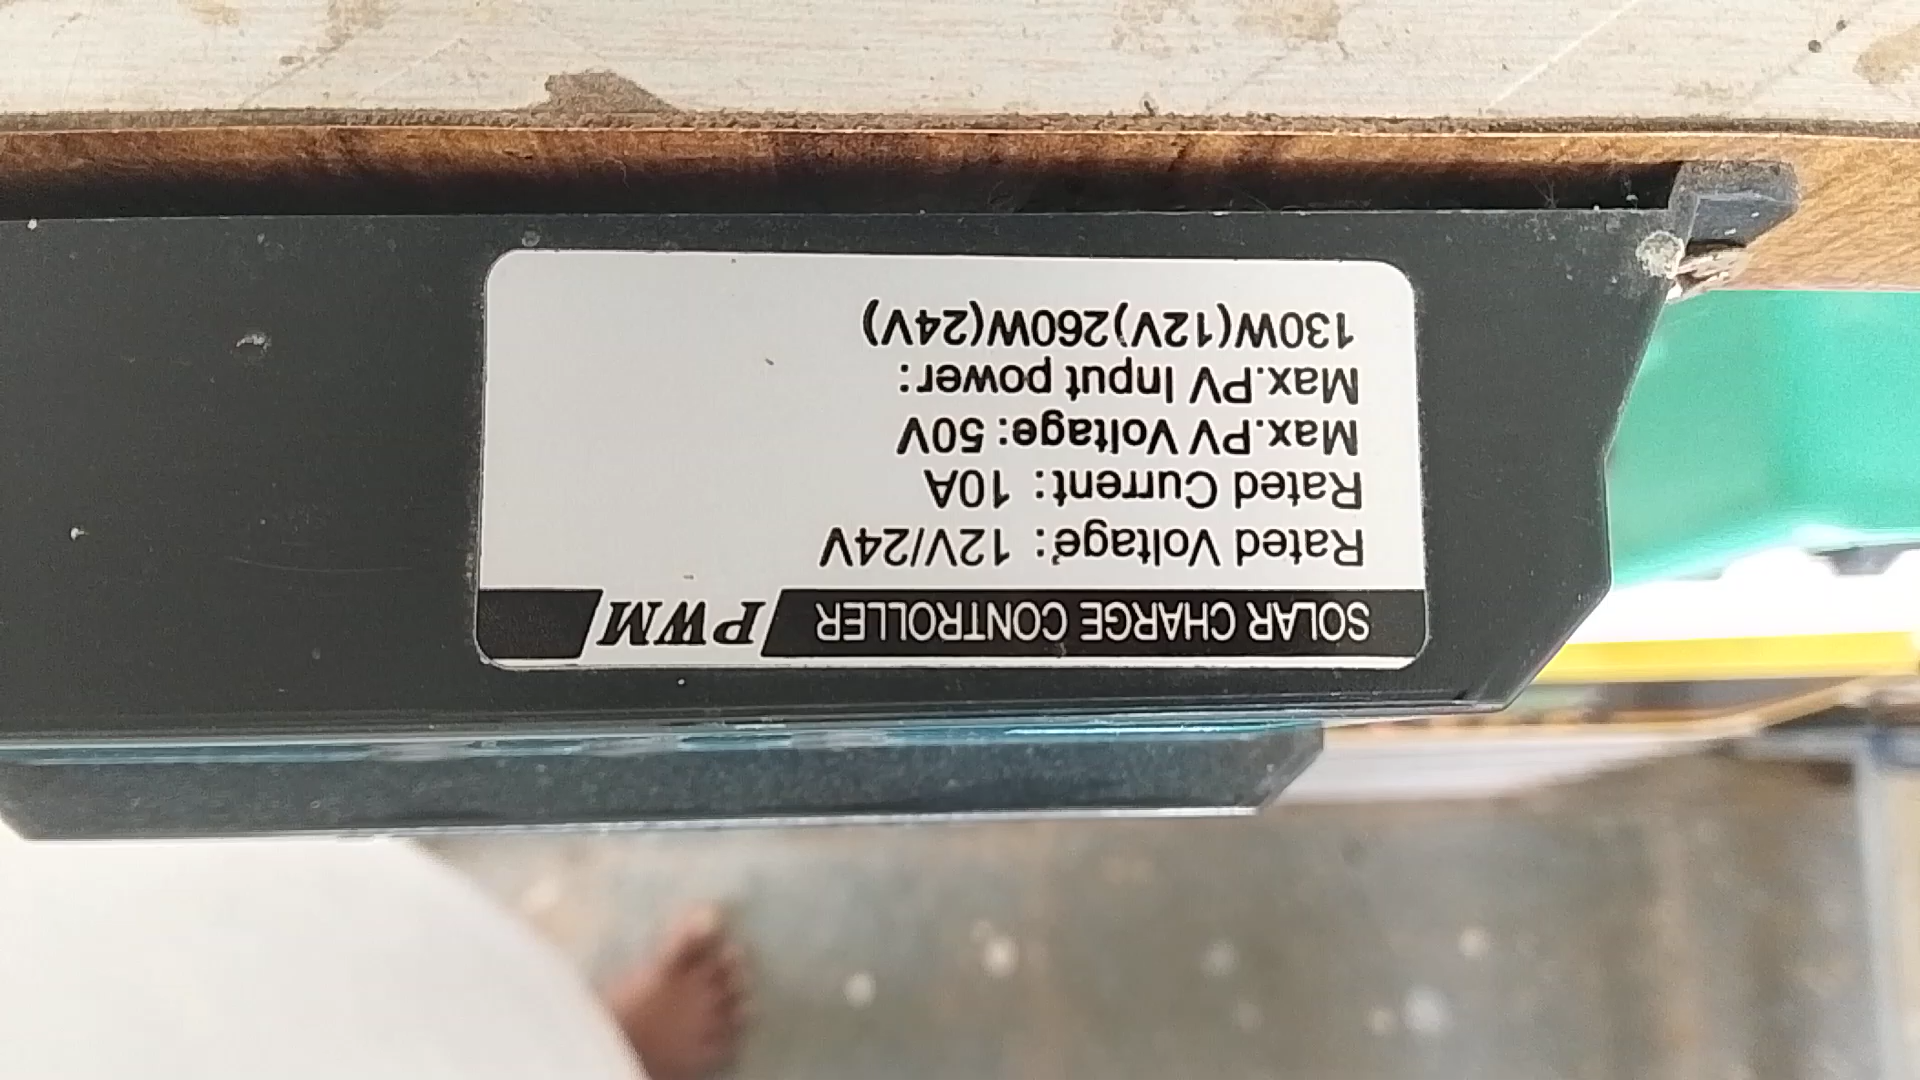 SOLAR CHARGE CONTROLLER PWM
Rated Voltage: 12V/24V
Rated Current: 10A
Max.PV Voltage: 50V
Max.PV Input power:
130W(12V)260W(24V)